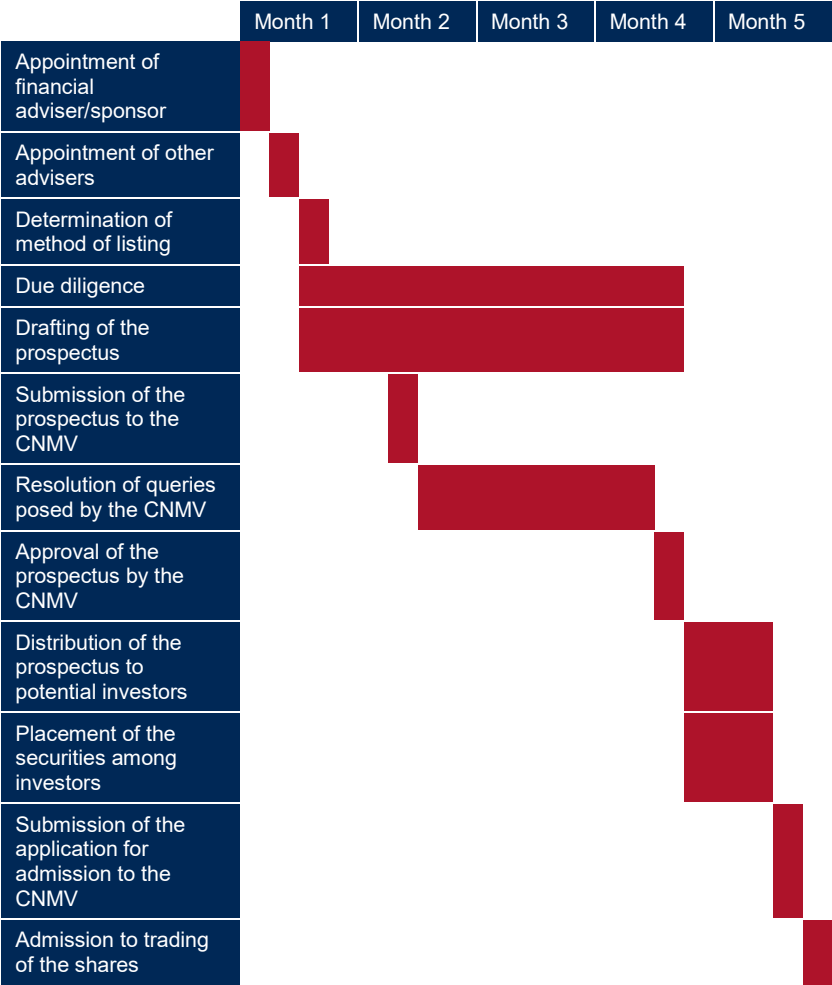 Month 1 Month 2 Month 3 Month 4 Month 5
Appointment of
financial
adviser/sponsor
Appointment of other
advisers
Determination of
method of listing
Due diligence
Drafting of the
prospectus
Submission of the
prospectus to the
CNMV
Resolution of queries
posed by the CNMV
Approval of the
prospectus by the
CNMV
Distribution of the
prospectus to
potential investors
Placement of the
securities among
investors
Submission of the
application for
admission to the
CNMV
Admission to trading
of the shares